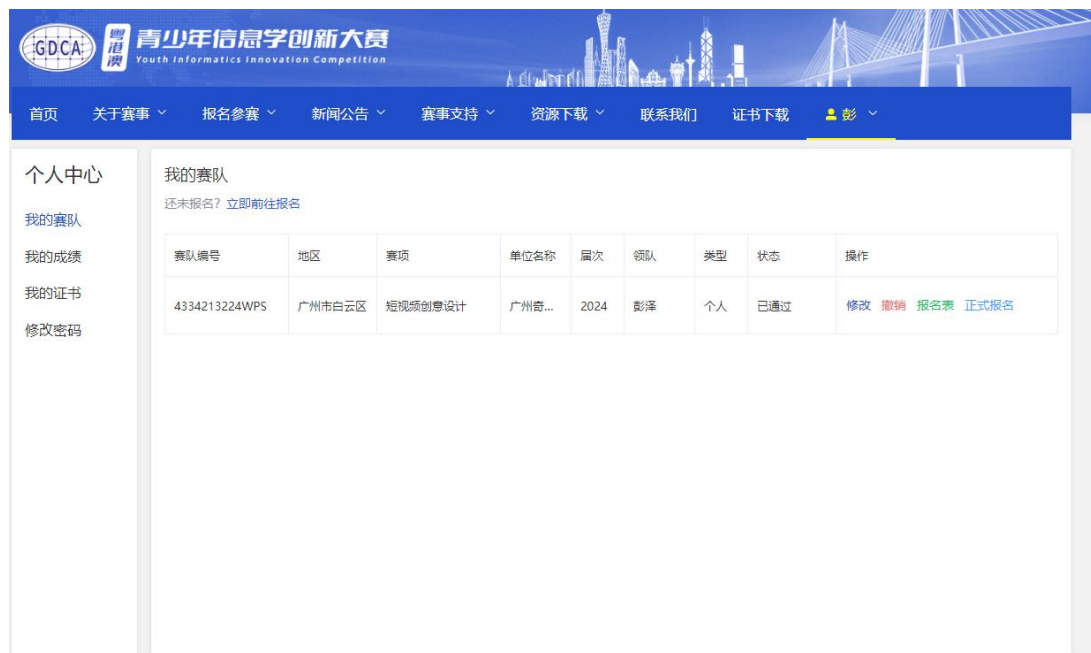 GDCA
粤港澳
青少年信息学创新大赛
Youth Informatics Innovation Competition
首页 关于赛事 报名参赛 新闻公告 赛事支持 资源下载 联系我们 证书下载 彭
个人中心
我的赛队
我的成绩
我的证书
修改密码
我的赛队
还未报名? 立即前往报名
赛队编号 地区 赛项 单位名称 届次 领队 类型 状态 操作
4334213224WPS 广州市白云区 短视频创意设计 广州奇... 2024 彭泽 个人 已通过 修改 撤销 报名表 正式报名